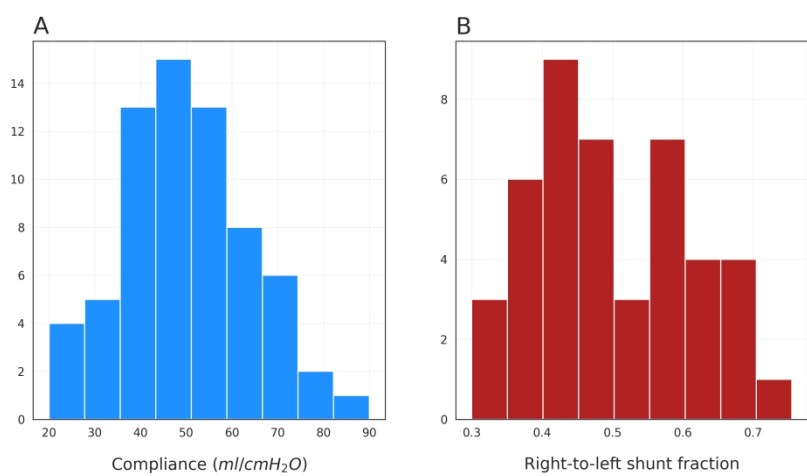 A
14
12
10
8
6
4
2
0
20 30 40 50 60 70 80 90
Compliance (ml/cmH₂O)
B
8
6
4
2
0
0.3 0.4 0.5 0.6 0.7
Right-to-left shunt fraction